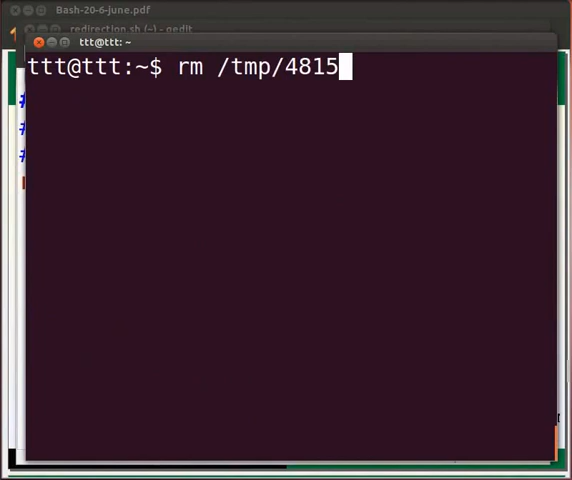 Bash-20-6-june.pdf
redirection.sh (~) - gedit
ttt@ttt: ~
ttt@ttt:~$ rm /tmp/4815